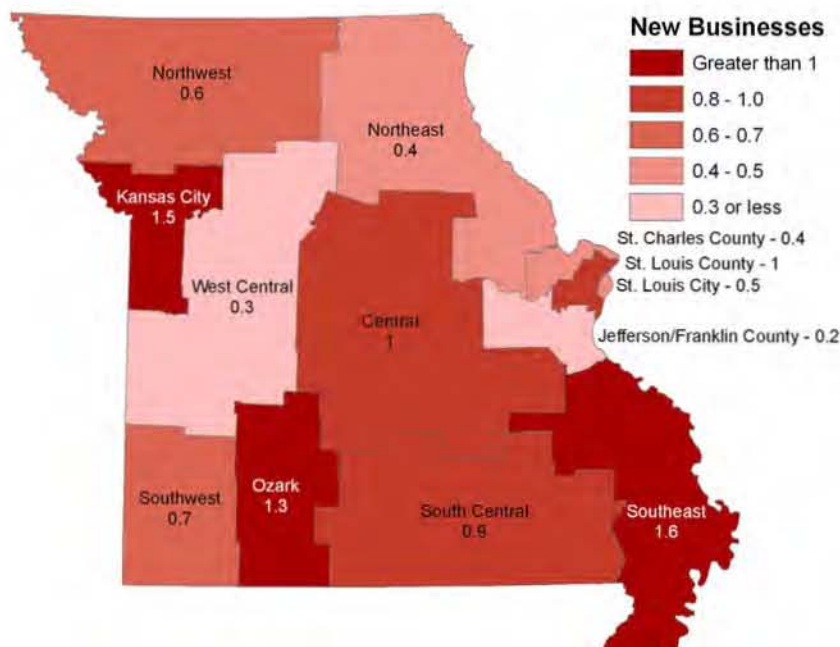 New Businesses
Greater than 1
0.8 - 1.0
0.6 - 0.7
0.4 - 0.5
0.3 or less
Northwest
0.6
Northeast
0.4
Kansas City
1.5
St. Charles County - 0.4
St. Louis County - 1
St. Louis City - 0.5
West Central
0.3
Central
1
Jefferson/Franklin County - 0.2
Southwest
0.7
Ozark
1.3
South Central
0.9
Southeast
1.6